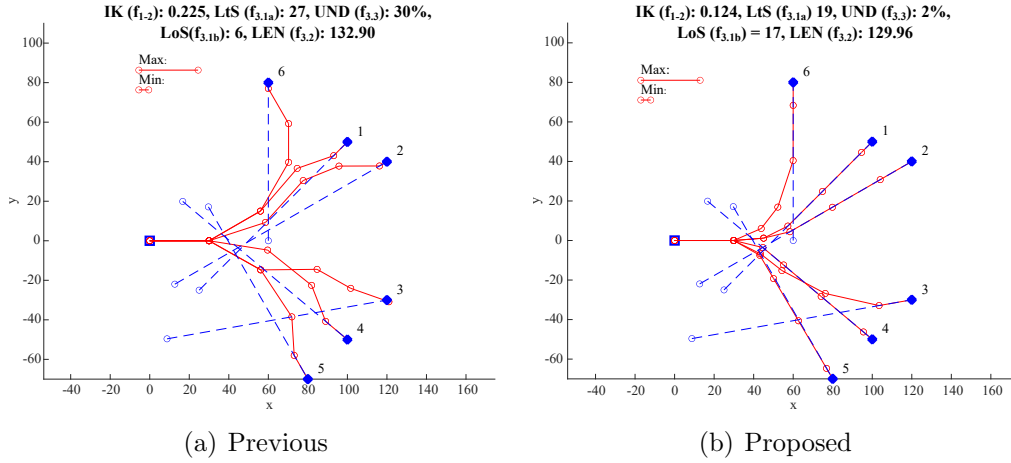 IK (f1-2): 0.225, LtS (f3.1a): 27, UND (f3.3): 30%,
LoS(f3.1b): 6, LEN (f3.2): 132.90
Max:
Min:
80
60
40
20
0
-20
-40
-60
y
6
1
2
3
4
5
-40 -20 0 20 40 60 80 100 120 140 160
x
(a) Previous
IK (f1-2): 0.124, LtS (f3.1a) 19, UND (f3.3): 2%,
LoS (f3.1b) = 17, LEN (f3.2): 129.96
Max:
Min:
100
80
60
40
20
0
-20
-40
-60
y
6
1
2
3
4
5
-40 -20 0 20 40 60 80 100 120 140 160
x
(b) Proposed